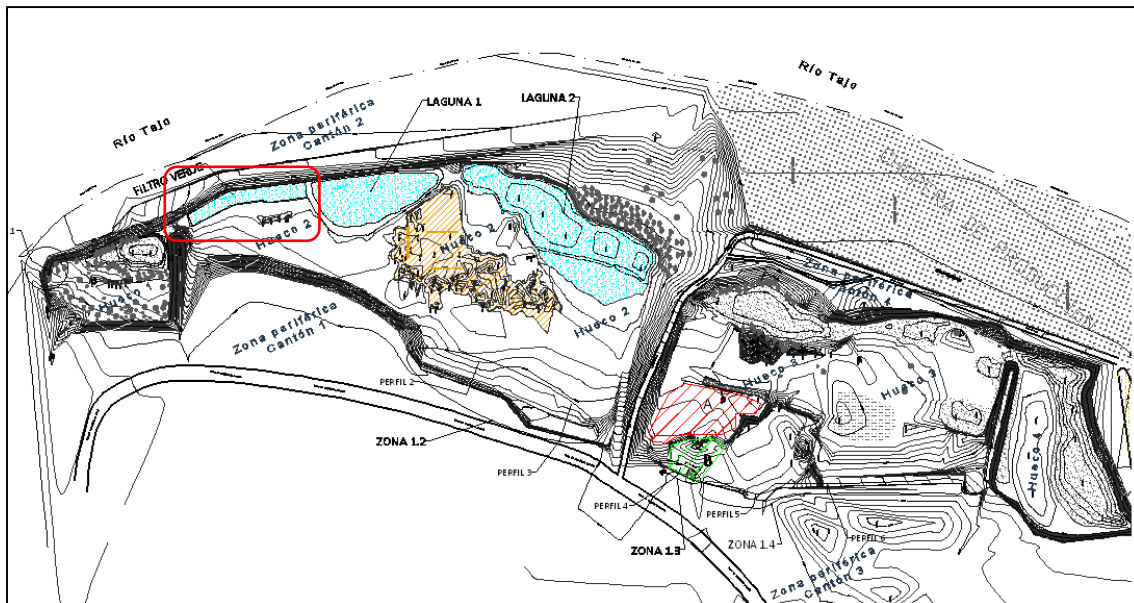 Río Tajo
Río Tajo
LAGUNA 1
LAGUNA 2
Zona periférica
Cantón 2
FILTRO VERDE
Hueco 2
Hueco 2
Hueco 1
Hueco 2
Zona periférica
Cantón 1
Zona periférica
Cantón 4
Hueco 3
Hueco 3
Hueco 4
PERFIL 2
A
B
ZONA 1.2
PERFIL 3
PERFIL 4
PERFIL 5
ZONA 1.3
ZONA 1.4
PERFIL 6
Zona periférica
Cantón 3
1